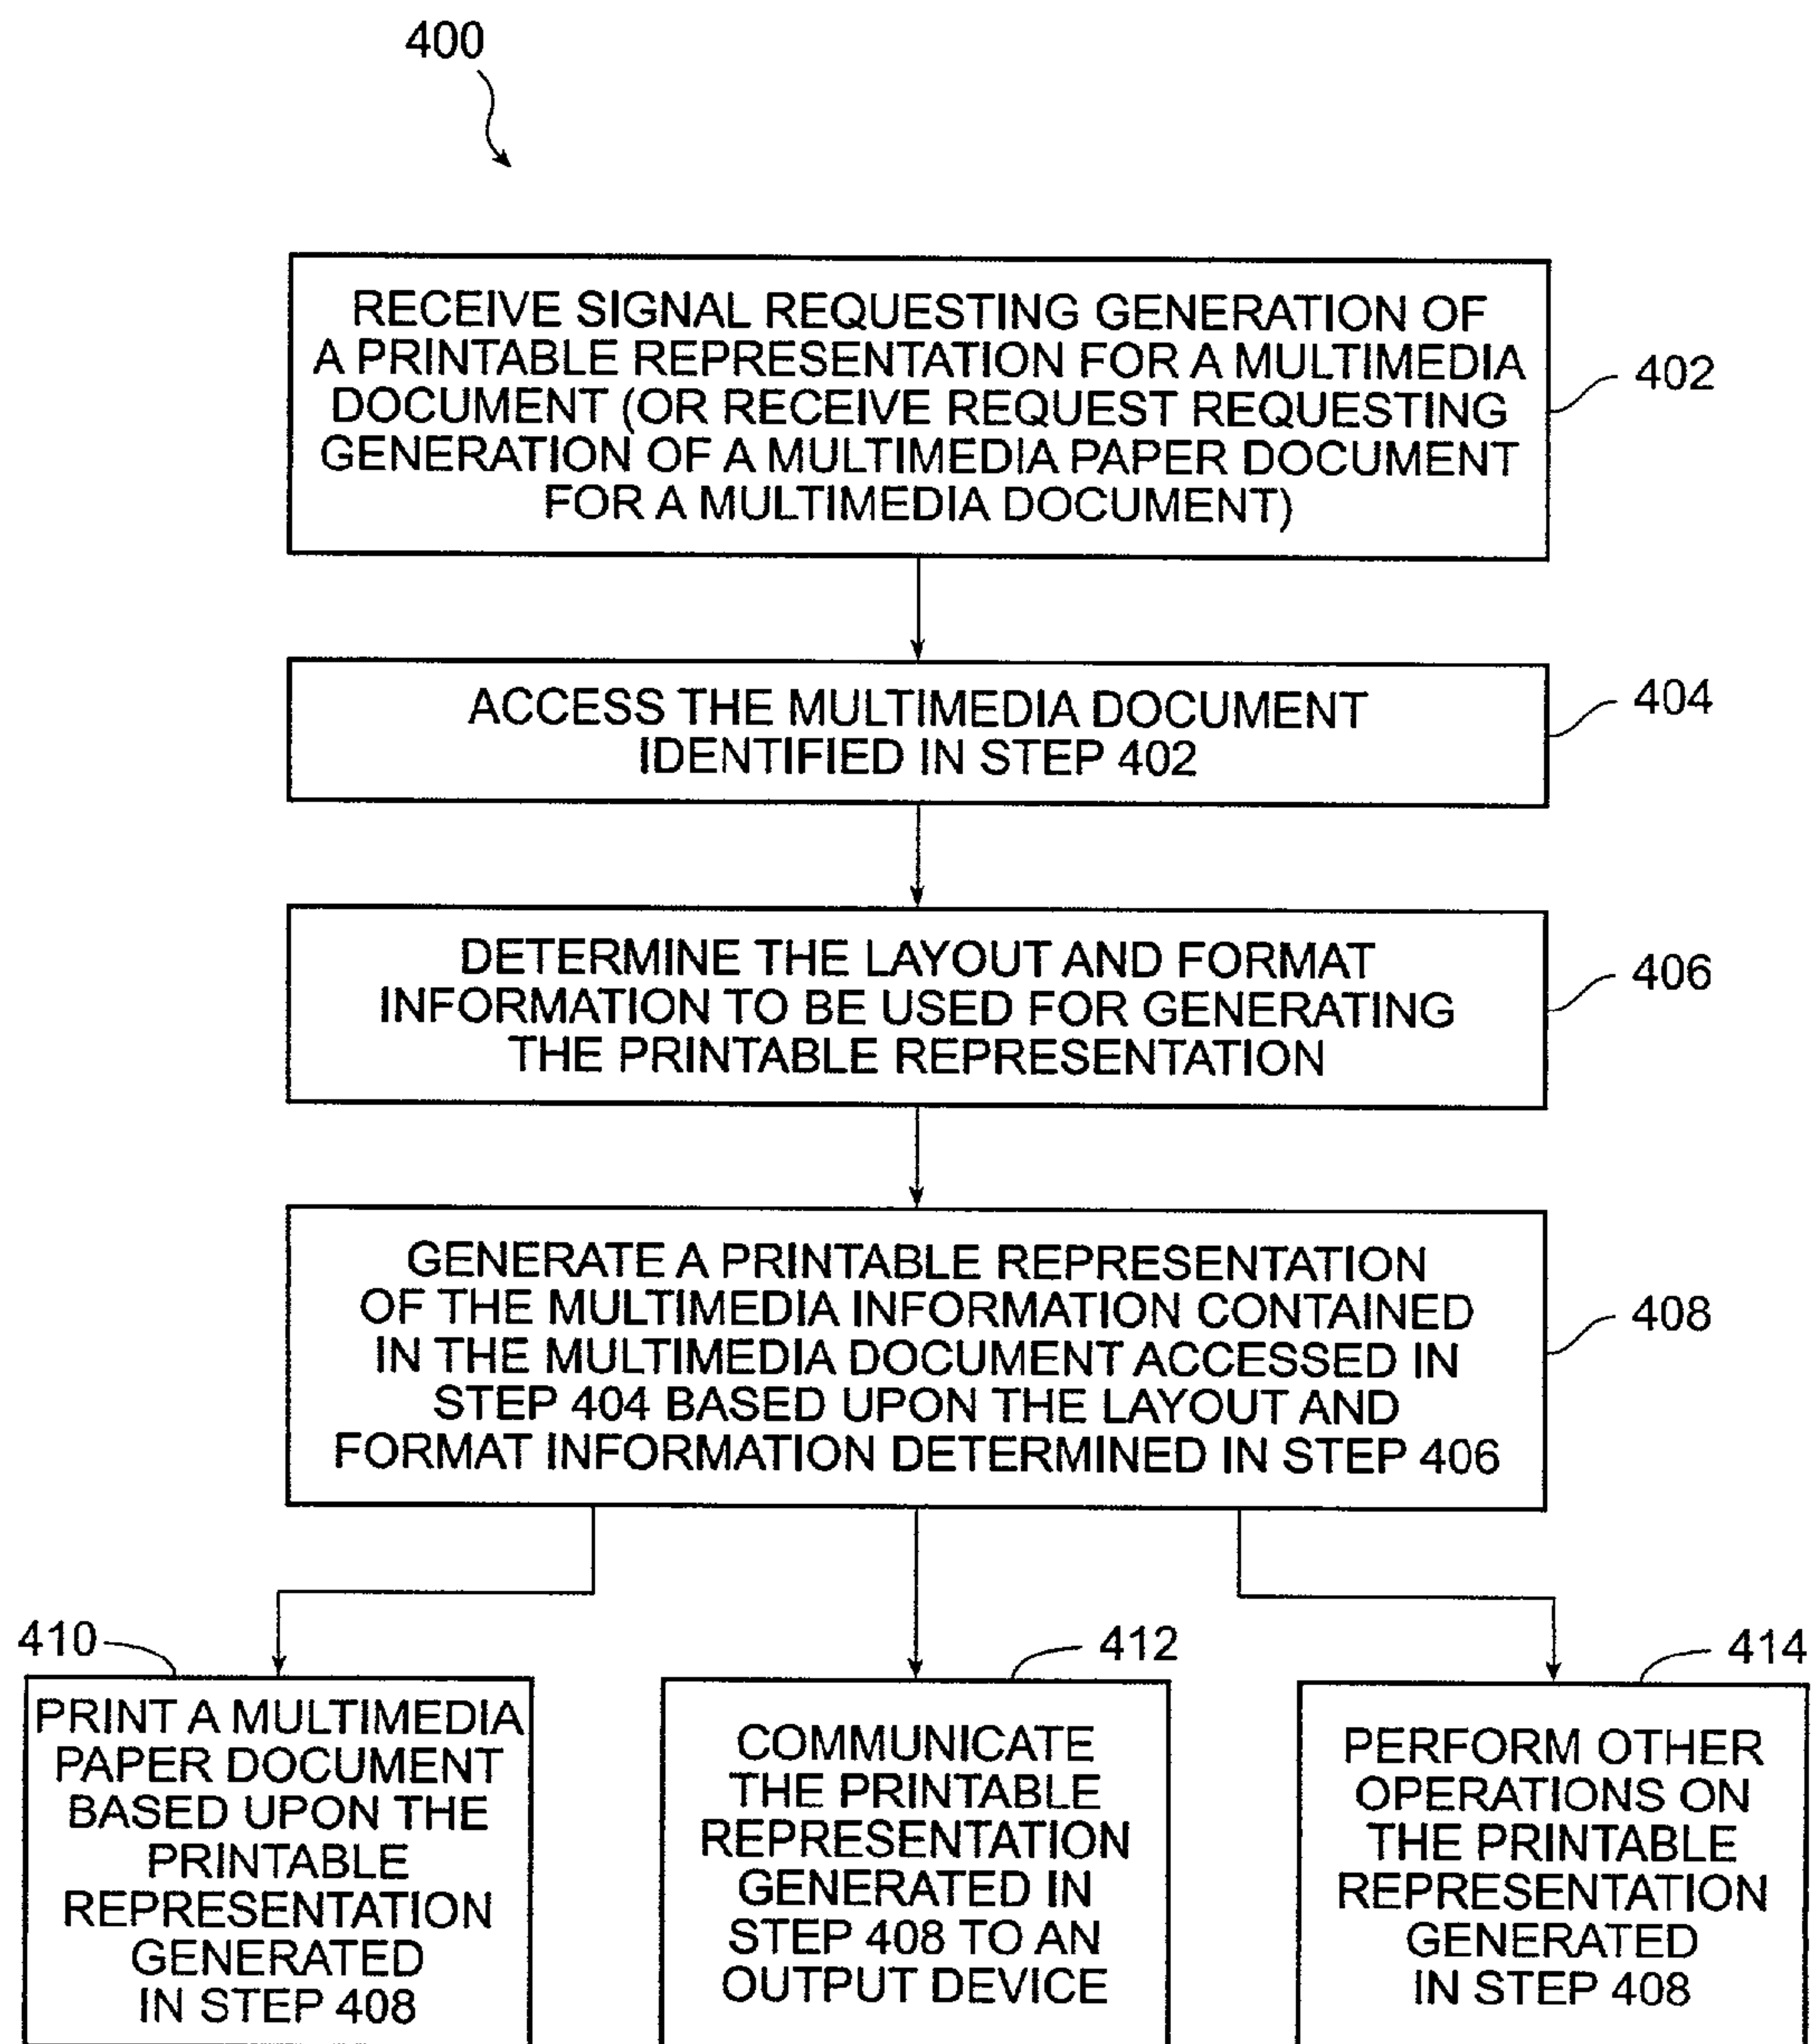 400
RECEIVE SIGNAL REQUESTING GENERATION OF
A PRINTABLE REPRESENTATION FOR A MULTIMEDIA
DOCUMENT (OR RECEIVE REQUEST REQUESTING
GENERATION OF A MULTIMEDIA PAPER DOCUMENT
FOR A MULTIMEDIA DOCUMENT)
402
ACCESS THE MULTIMEDIA DOCUMENT
IDENTIFIED IN STEP 402
404
DETERMINE THE LAYOUT AND FORMAT
INFORMATION TO BE USED FOR GENERATING
THE PRINTABLE REPRESENTATION
406
GENERATE A PRINTABLE REPRESENTATION
OF THE MULTIMEDIA INFORMATION CONTAINED
IN THE MULTIMEDIA DOCUMENT ACCESSED IN
STEP 404 BASED UPON THE LAYOUT AND
FORMAT INFORMATION DETERMINED IN STEP 406
408
410
PRINT A MULTIMEDIA
PAPER DOCUMENT
BASED UPON THE
PRINTABLE
REPRESENTATION
GENERATED
IN STEP 408
412
COMMUNICATE
THE PRINTABLE
REPRESENTATION
GENERATED IN
STEP 408 TO AN
OUTPUT DEVICE
414
PERFORM OTHER
OPERATIONS ON
THE PRINTABLE
REPRESENTATION
GENERATED
IN STEP 408